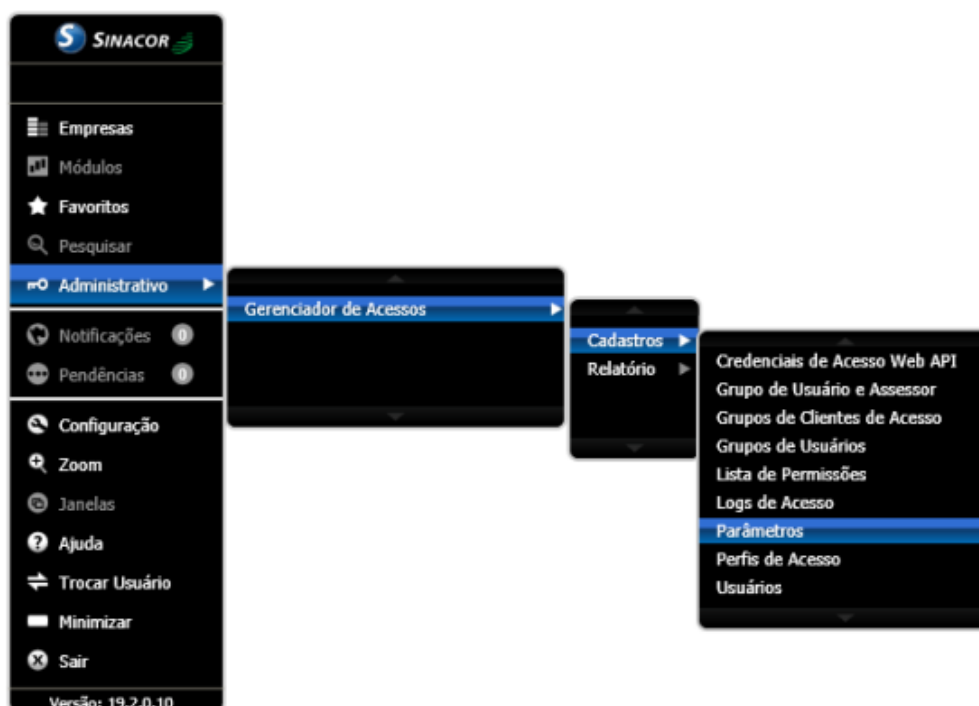 SINACOR
Empresas
Módulos
Favoritos
Pesquisar
Administrativo
Notificações 0
Pendências 0
Configuração
Zoom
Janelas
Ajuda
Trocar Usuário
Minimizar
Sair
Versão: 19.2.0.10
Gerenciador de Acessos
Cadastros
Relatório
Credenciais de Acesso Web API
Grupo de Usuário e Assessor
Grupos de Clientes de Acesso
Grupos de Usuários
Lista de Permissões
Logs de Acesso
Parâmetros
Perfis de Acesso
Usuários